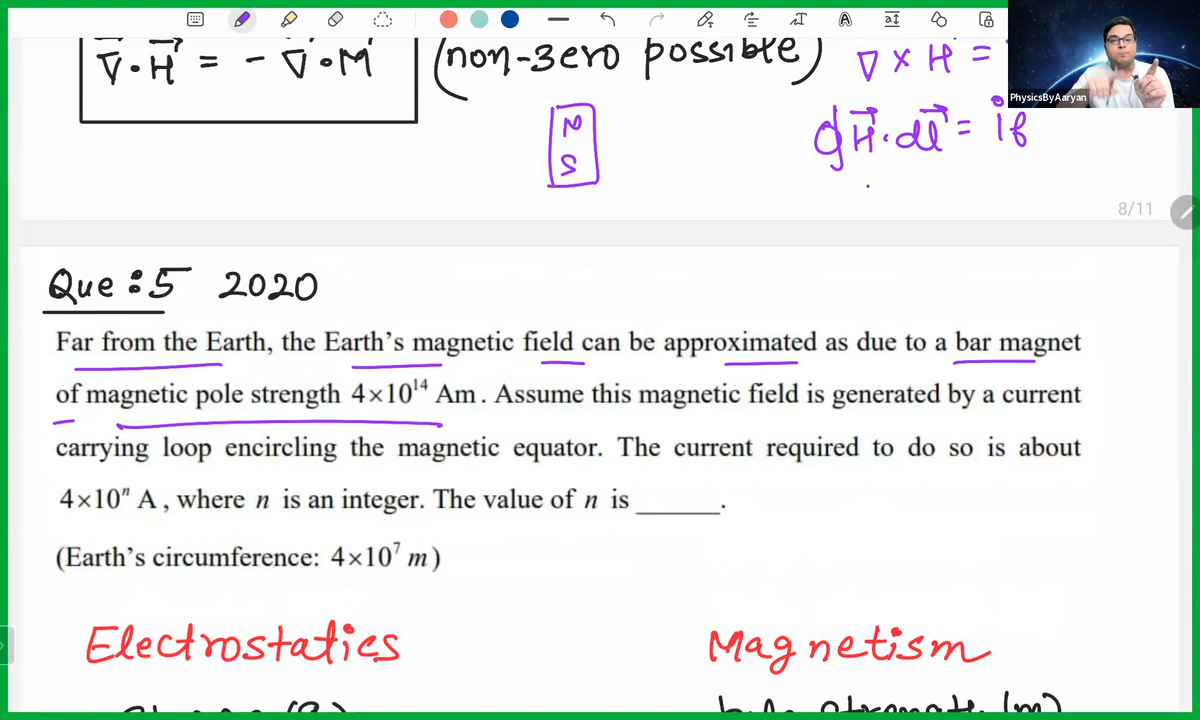 ∇⃗·H⃗ = - ∇⃗·M⃗ (non-zero possible) ∇ × H =
PhysicsByAaryan
N
S
∮H⃗·dl⃗ = if
8/11
Que : 5 2020
Far from the Earth, the Earth's magnetic field can be approximated as due to a bar magnet
of magnetic pole strength 4×10¹⁴ Am. Assume this magnetic field is generated by a current
carrying loop encircling the magnetic equator. The current required to do so is about
4×10ⁿ A, where n is an integer. The value of n is ______.
(Earth's circumference: 4×10⁷ m)
Electrostatics Magnetism